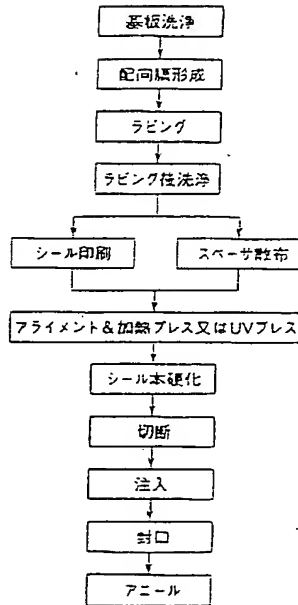 基板洗浄
配向膜形成
ラビング
ラビング後洗浄
シール印刷
スペーサ散布
アライメント&加熱プレス又はUVプレス
シール本硬化
切断
注入
封口
アニール